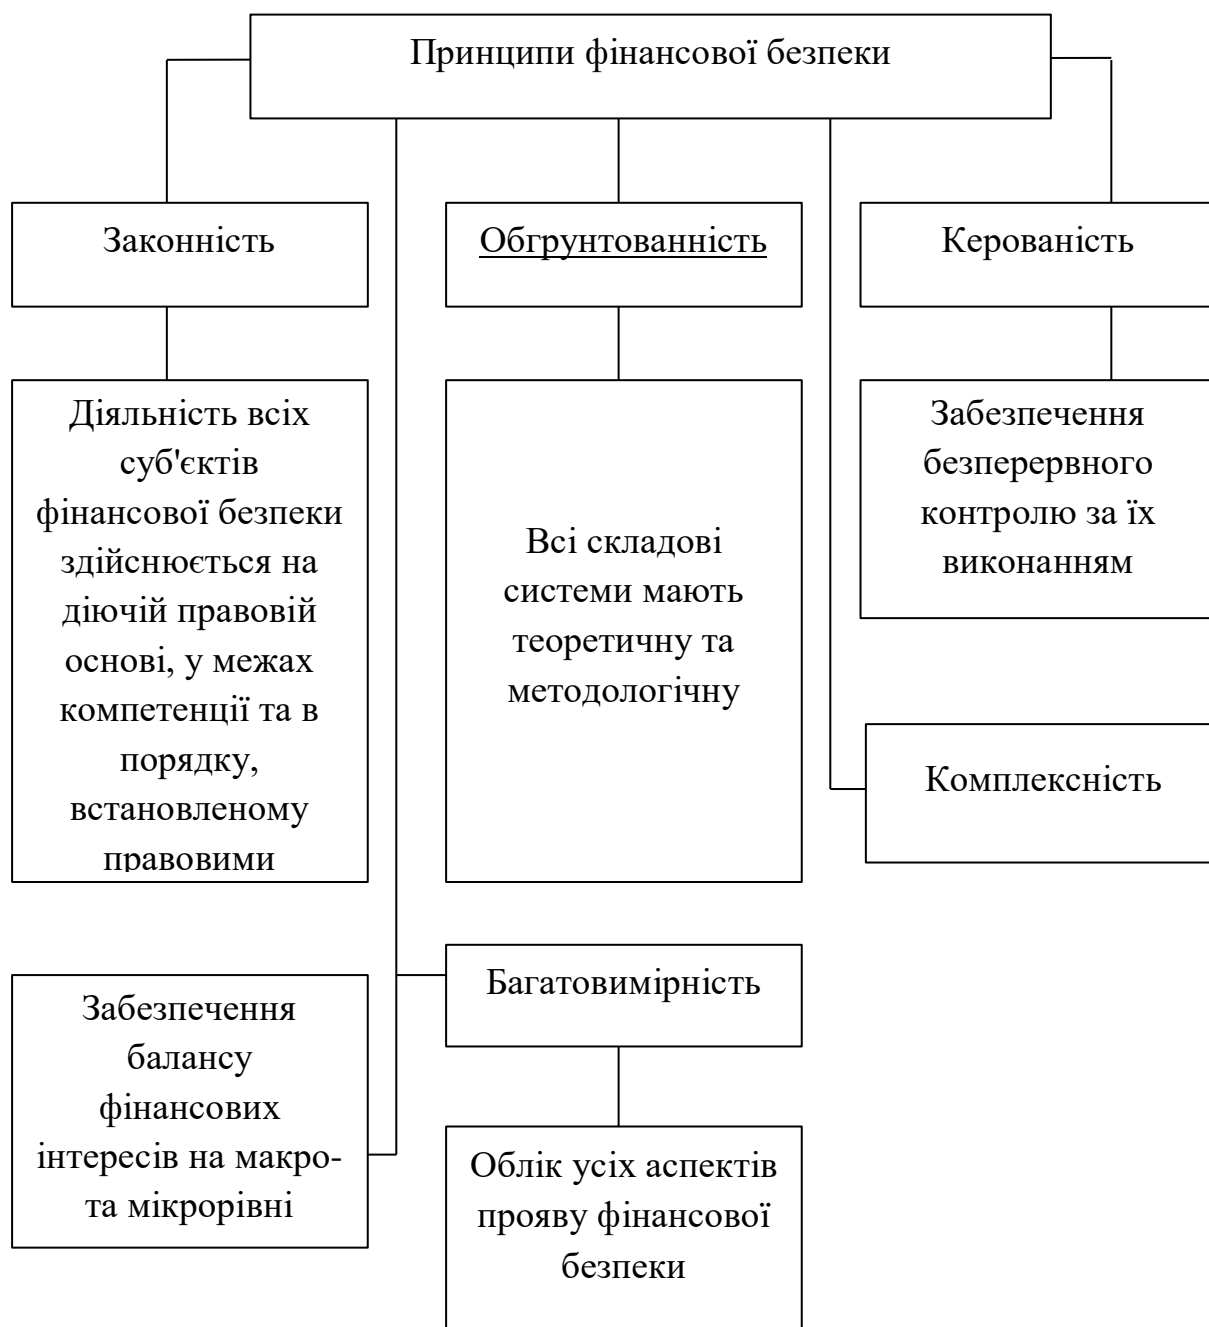 Принципи фінансової безпеки
Законність
Обгрунтованність
Керованість
Діяльність всіх
суб'єктів
фінансової безпеки
здійснюється на
діючій правовій
основі, у межах
компетенції та в
порядку,
встановленому
правовими
Всі складові
системи мають
теоретичну та
методологічну
Забезпечення
безперервного
контролю за їх
виконанням
Комплексність
Багатовимірність
Забезпечення
балансу
фінансових
інтересів на макро-
та мікрорівні
Облік усіх аспектів
прояву фінансової
безпеки